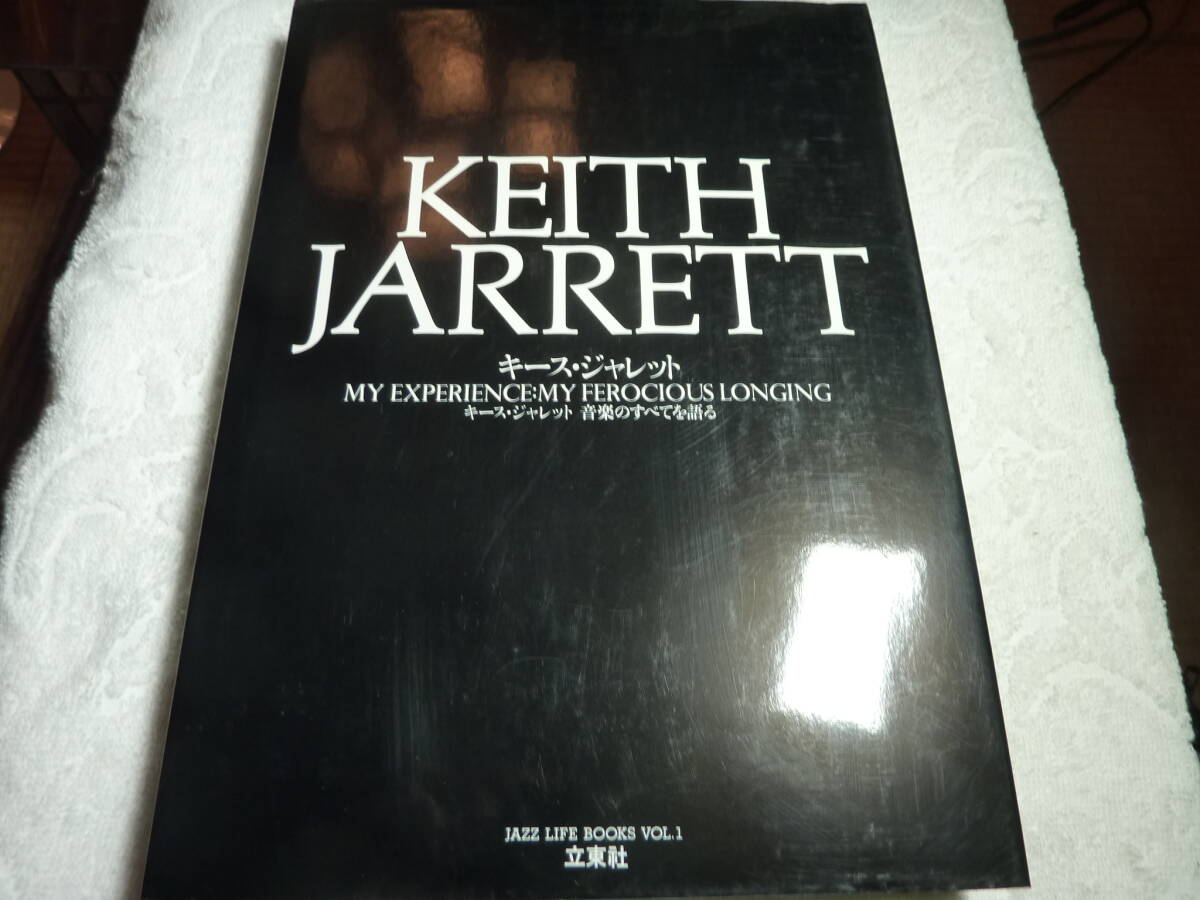 KEITH
JARRETT
キース・ジャレット
MY EXPERIENCE:MY FEROCIOUS LONGING
キース・ジャレット 音楽のすべてを語る
JAZZ LIFE BOOKS VOL.1
立東社